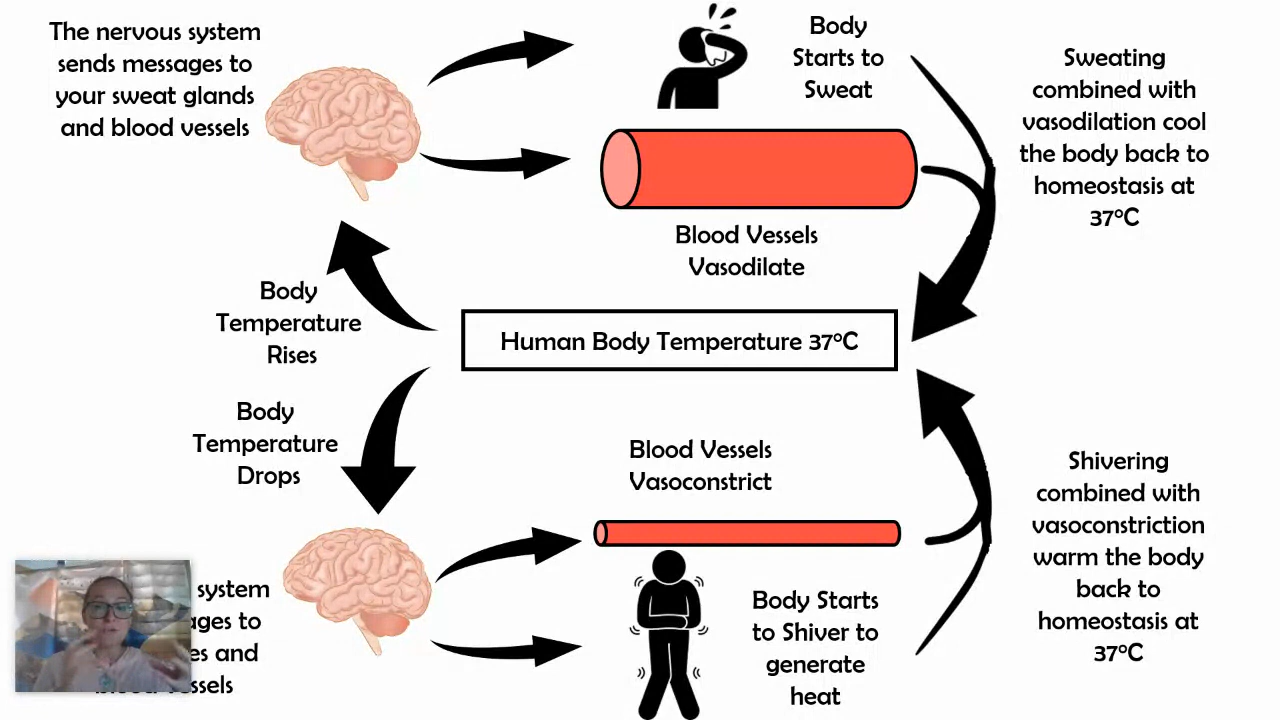 The nervous system
sends messages to
your sweat glands
and blood vessels
Body
Starts to
Sweat
Sweating
combined with
vasodilation cool
the body back to
homeostasis at
37°C
Blood Vessels
Vasodilate
Body
Temperature
Rises
Human Body Temperature 37°C
Body
Temperature
Drops
Blood Vessels
Vasoconstrict
Shivering
combined with
vasoconstriction
warm the body
back to
homeostasis at
37°C
system
to
and
Body Starts
to Shiver to
generate
heat